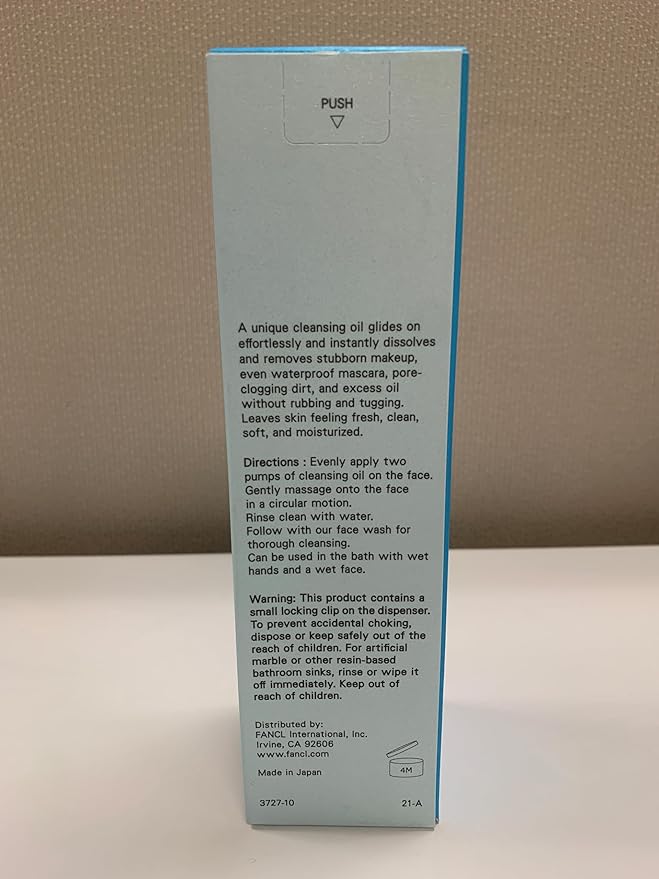 PUSH
A unique cleansing oil glides on
effortlessly and instantly dissolves
and removes stubborn makeup,
even waterproof mascara, pore-
clogging dirt, and excess oil
without rubbing and tugging.
Leaves skin feeling fresh, clean,
soft, and moisturized.
Directions : Evenly apply two
pumps of cleansing oil on the face.
Gently massage onto the face
in a circular motion.
Rinse clean with water.
Follow with our face wash for
thorough cleansing.
Can be used in the bath with wet
hands and a wet face.
Warning: This product contains a
small locking clip on the dispenser.
To prevent accidental choking,
dispose or keep safely out of the
reach of children. For artificial
marble or other resin-based
bathroom sinks, rinse or wipe it
off immediately. Keep out of
reach of children.
Distributed by:
FANCL International, Inc.
Irvine, CA 92606
www.fancl.com
Made in Japan
4M
3727-10
21-A